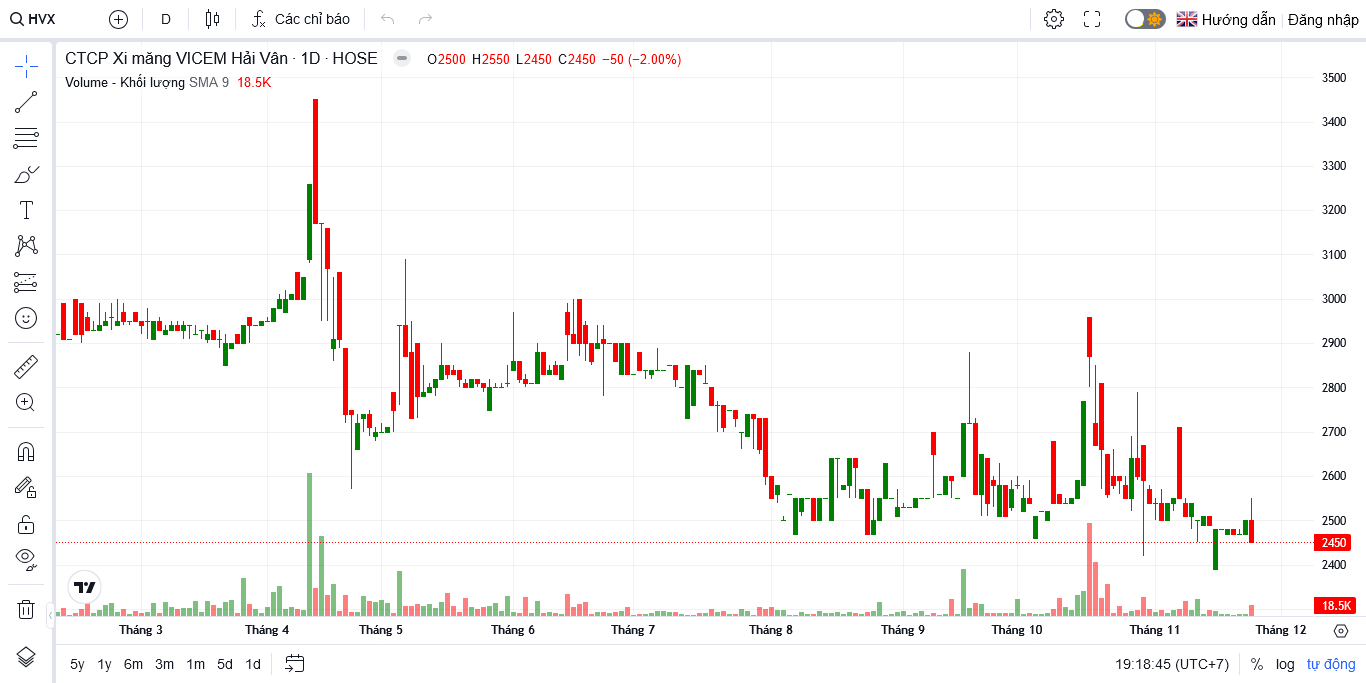 HVX D Các chỉ báo Hướng dẫn Đăng nhập
CTCP Xi măng VICEM Hải Vân · 1D · HOSE O2500 H2550 L2450 C2450 −50 (−2.00%)
Volume - Khối lượng SMA 9 18.5K
3500
3400
3300
3200
3100
3000
2900
2800
2700
2600
2500
2450
2400
18.5K
Tháng 3 Tháng 4 Tháng 5 Tháng 6 Tháng 7 Tháng 8 Tháng 9 Tháng 10 Tháng 11 Tháng 12
5y 1y 6m 3m 1m 5d 1d 19:18:45 (UTC+7) % log tự động